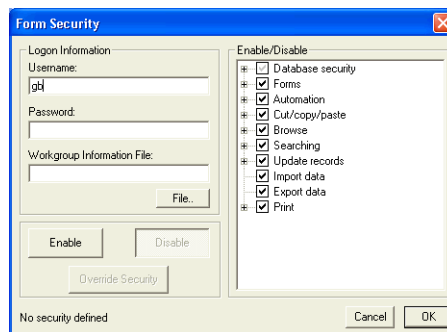 Form Security
Logon Information
Username:
gb
Password:
Workgroup Information File:
File..
Enable
Disable
Override Security
No security defined
Enable/Disable
Database security
Forms
Automation
Cut/copy/paste
Browse
Searching
Update records
Import data
Export data
Print
Cancel
OK